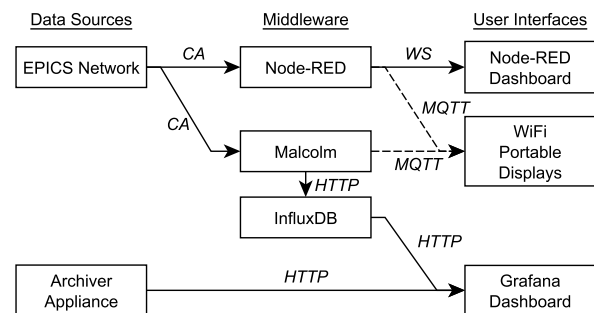 Data Sources
Middleware
User Interfaces
EPICS Network
CA
Node-RED
WS
Node-RED
Dashboard
CA
MQTT
Malcolm
MQTT
WiFi
Portable
Displays
HTTP
InfluxDB
HTTP
Archiver
Appliance
HTTP
Grafana
Dashboard